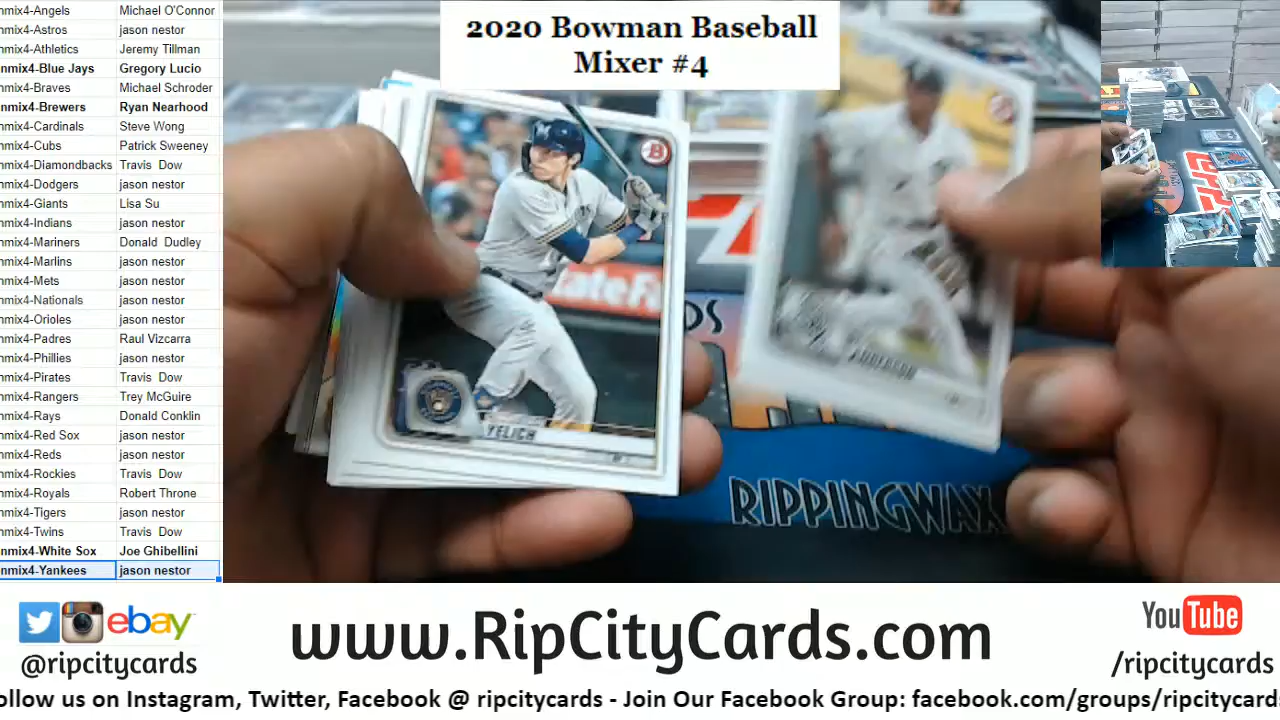 2020 Bowman Baseball
Mixer #4
nmix4-Angels Michael O'Connor
nmix4-Astros jason nestor
nmix4-Athletics Jeremy Tillman
nmix4-Blue Jays Gregory Lucio
nmix4-Braves Michael Schroder
nmix4-Brewers Ryan Nearhood
nmix4-Cardinals Steve Wong
nmix4-Cubs Patrick Sweeney
nmix4-Diamondbacks Travis Dow
nmix4-Dodgers jason nestor
nmix4-Giants Lisa Su
nmix4-Indians jason nestor
nmix4-Mariners Donald Dudley
nmix4-Marlins jason nestor
nmix4-Mets jason nestor
nmix4-Nationals jason nestor
nmix4-Orioles jason nestor
nmix4-Padres Raul Vizcarra
nmix4-Phillies jason nestor
nmix4-Pirates Travis Dow
nmix4-Rangers Trey McGuire
nmix4-Rays Donald Conklin
nmix4-Red Sox jason nestor
nmix4-Reds jason nestor
nmix4-Rockies Travis Dow
nmix4-Royals Robert Throne
nmix4-Tigers jason nestor
nmix4-Twins Travis Dow
nmix4-White Sox Joe Ghibellini
nmix4-Yankees jason nestor
B
YELICH
ANDERSON
RIPPINGWAX
ebay
@ripcitycards
www.RipCityCards.com
YouTube
/ripcitycards
ollow us on Instagram, Twitter, Facebook @ ripcitycards - Join Our Facebook Group: facebook.com/groups/ripcitycard